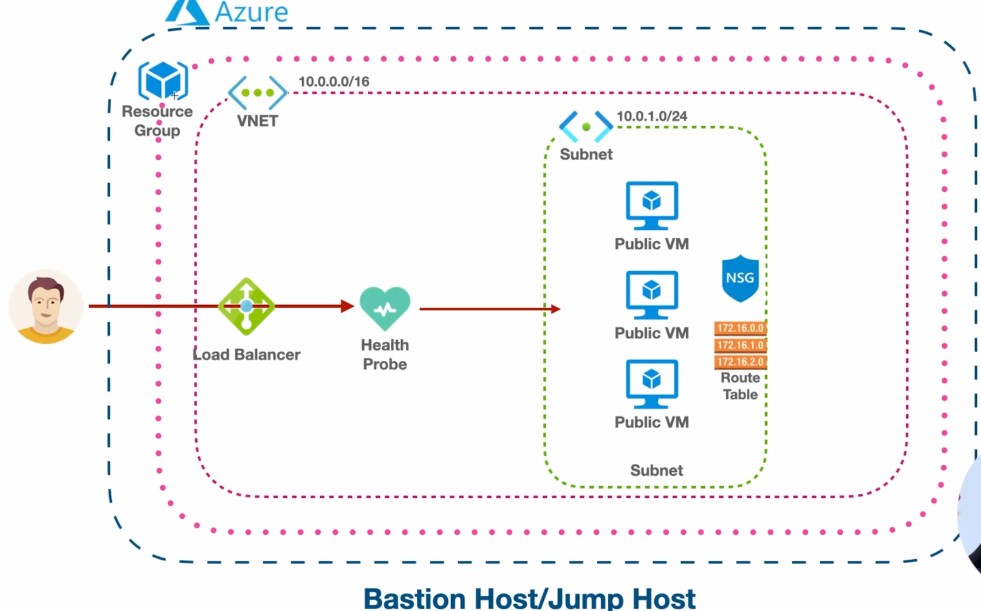 Azure
Resource
Group
VNET
10.0.0.0/16
Subnet
10.0.1.0/24
Public VM
Public VM
Public VM
NSG
172.16.0.0
172.16.1.0
172.16.2.0
Route
Table
Load Balancer
Health
Probe
Subnet
Bastion Host/Jump Host